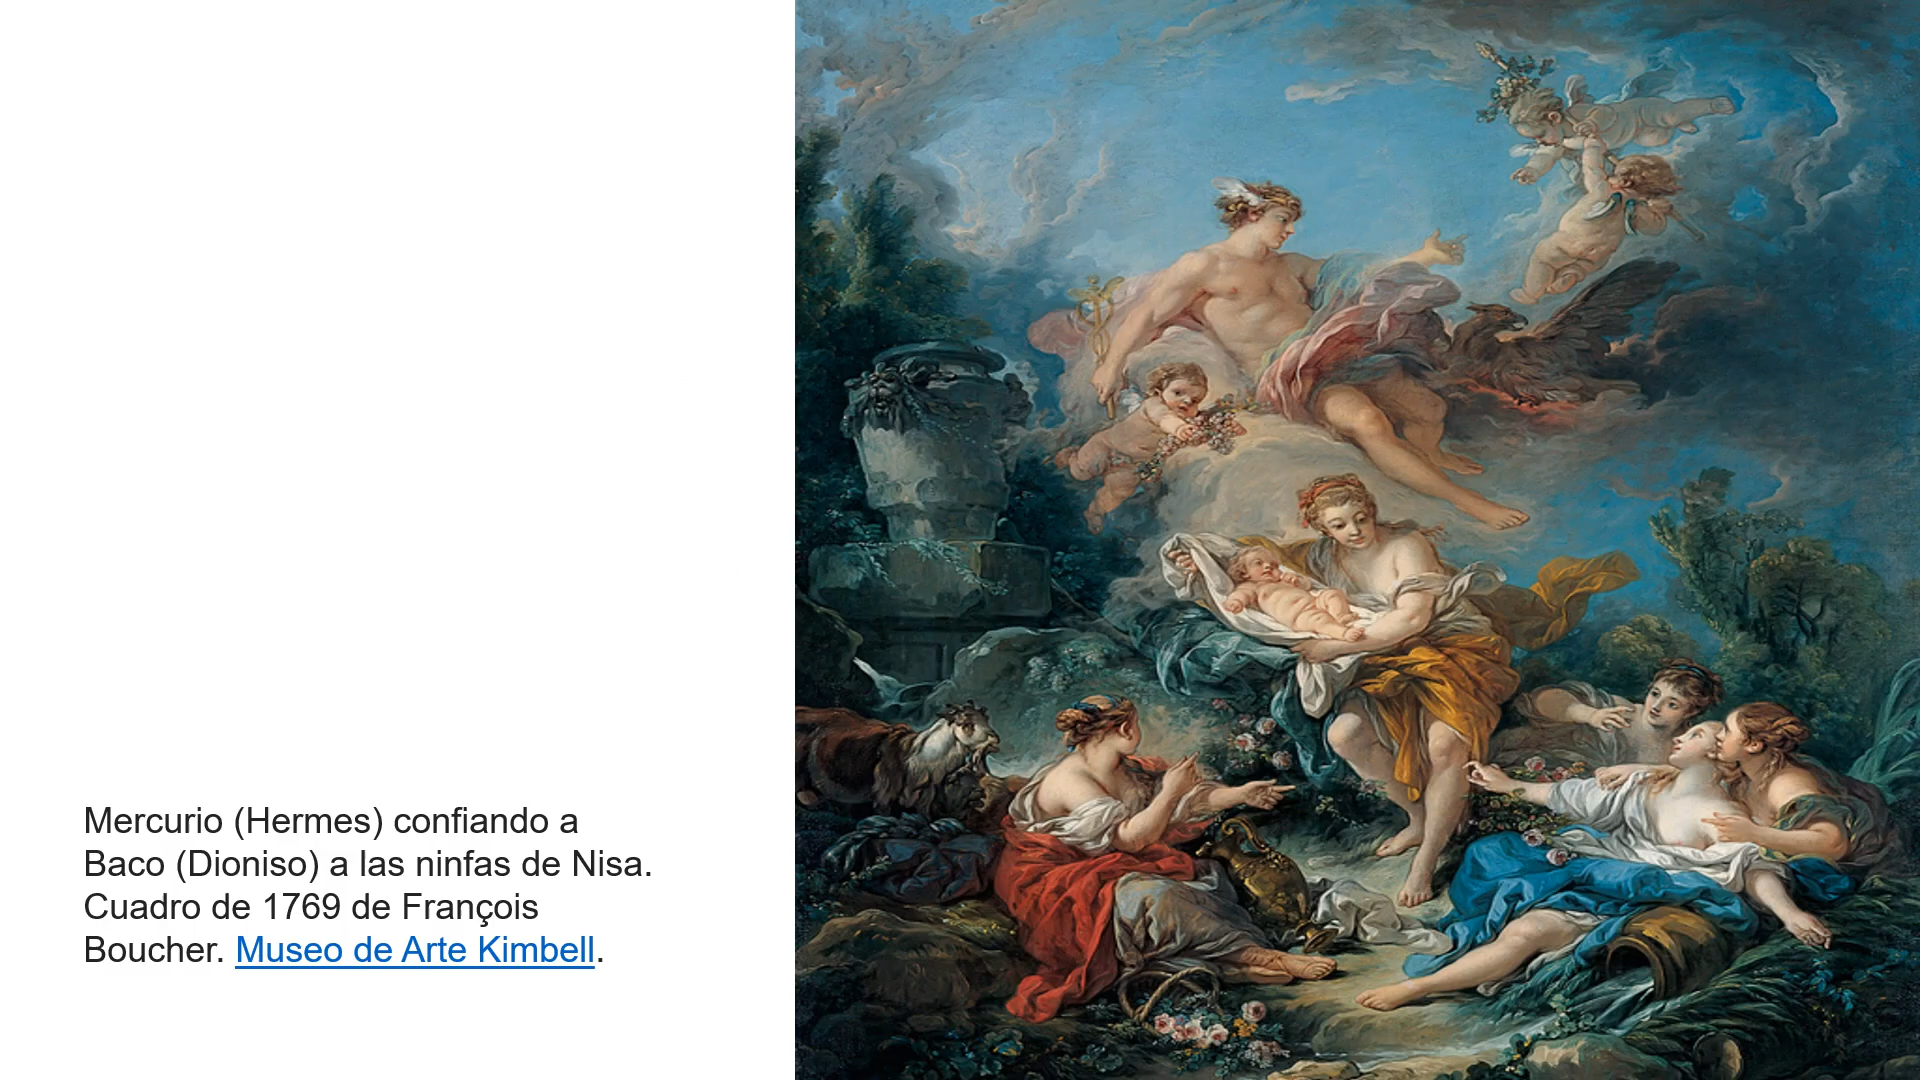 Mercurio (Hermes) confiando a
Baco (Dioniso) a las ninfas de Nisa.
Cuadro de 1769 de François
Boucher. Museo de Arte Kimbell.